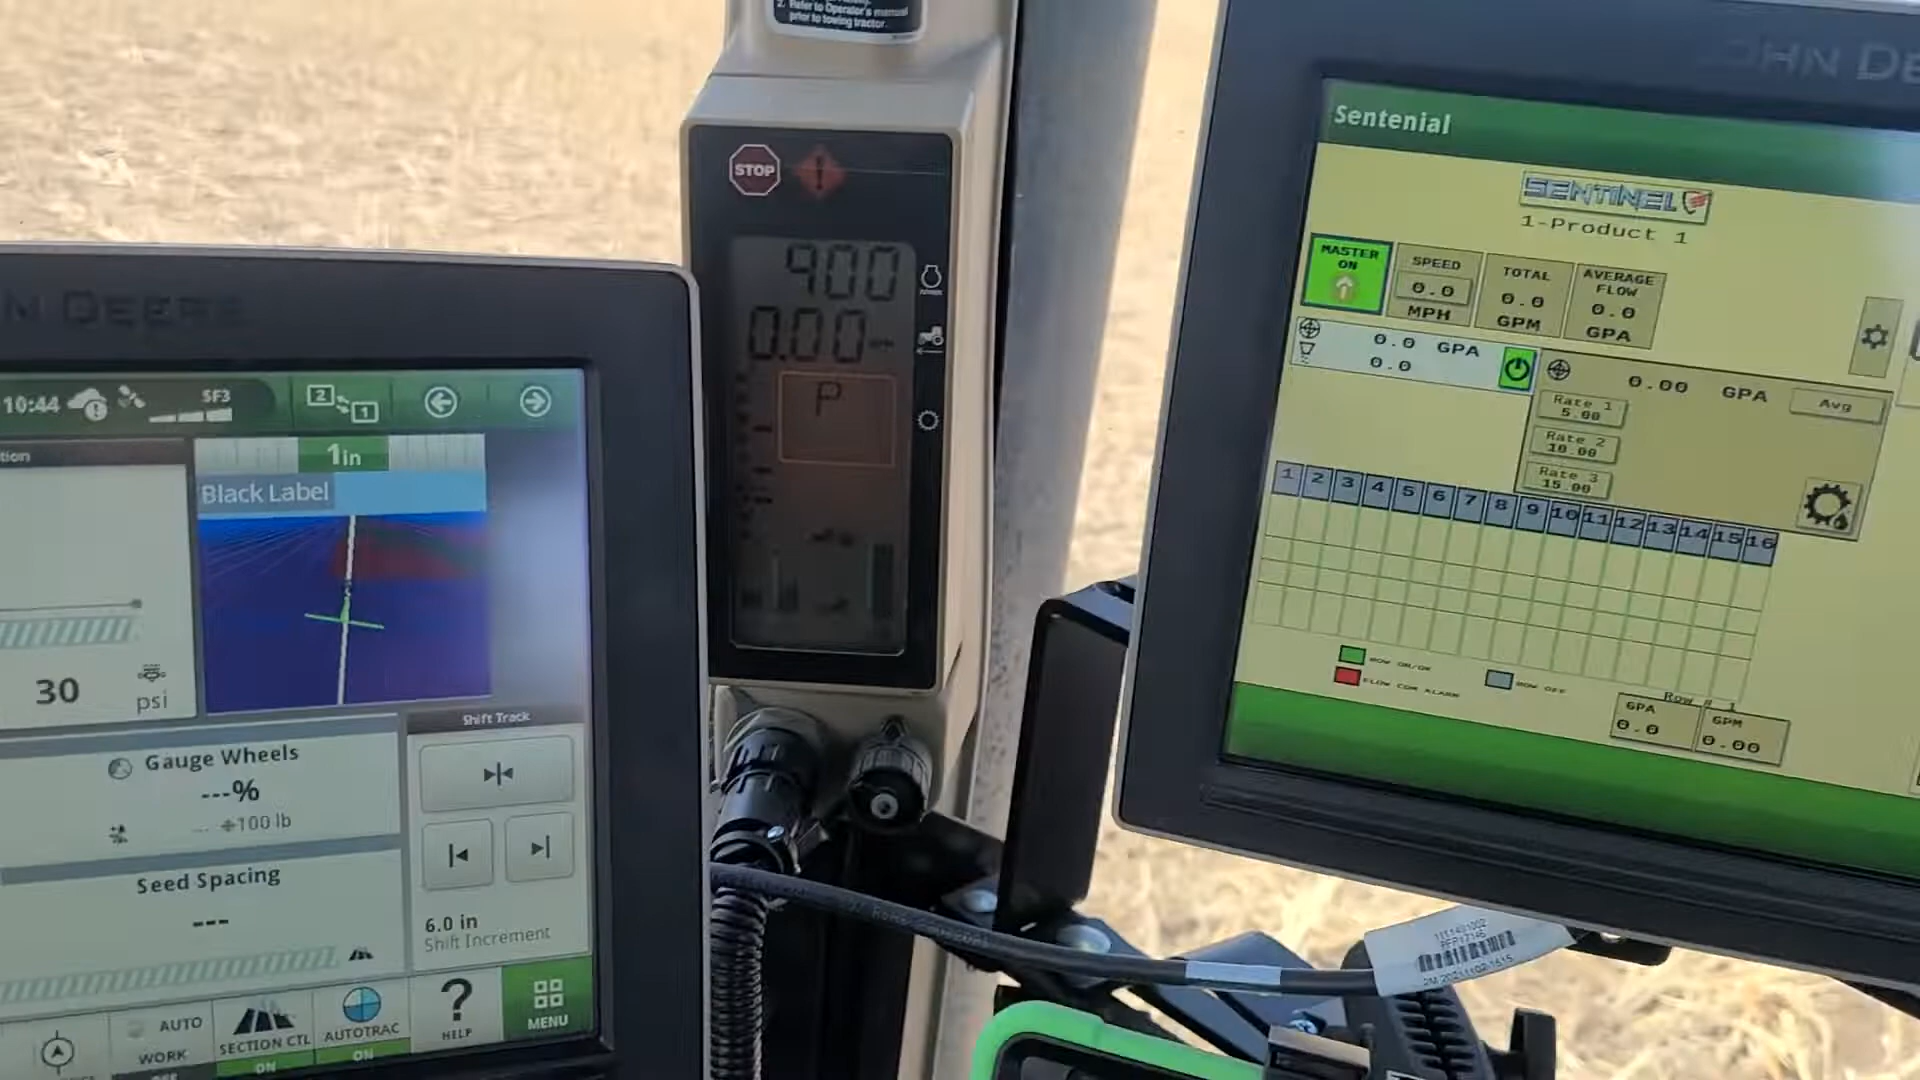 2. Refer to Operator's manual
prior to towing tractor.
STOP
900
0.00
P
N DEERE
10:44
SF3
2
1
tion
1in
Black Label
30
psi
Shift Track
Gauge Wheels
---%
100 lb
Seed Spacing
---
6.0 in
Shift Increment
AUTO
WORK
SECTION CTL
ON
AUTOTRAC
ON
HELP
MENU
OHN DE
Sentenial
SENTINEL
1-Product 1
MASTER
ON
SPEED
0.0
MPH
TOTAL
0.0
GPM
AVERAGE
FLOW
0.0
GPA
0.0 GPA
0.0
0.00 GPA
Avg
Rate 1
5.00
Rate 2
10.00
Rate 3
15.00
1 2 3 4 5 6 7 8 9 10 11 12 13 14 15 16
ROW ON/OK
FLOW COM ALARM
ROW OFF
Row # 1
GPA
0.0
GPM
0.00